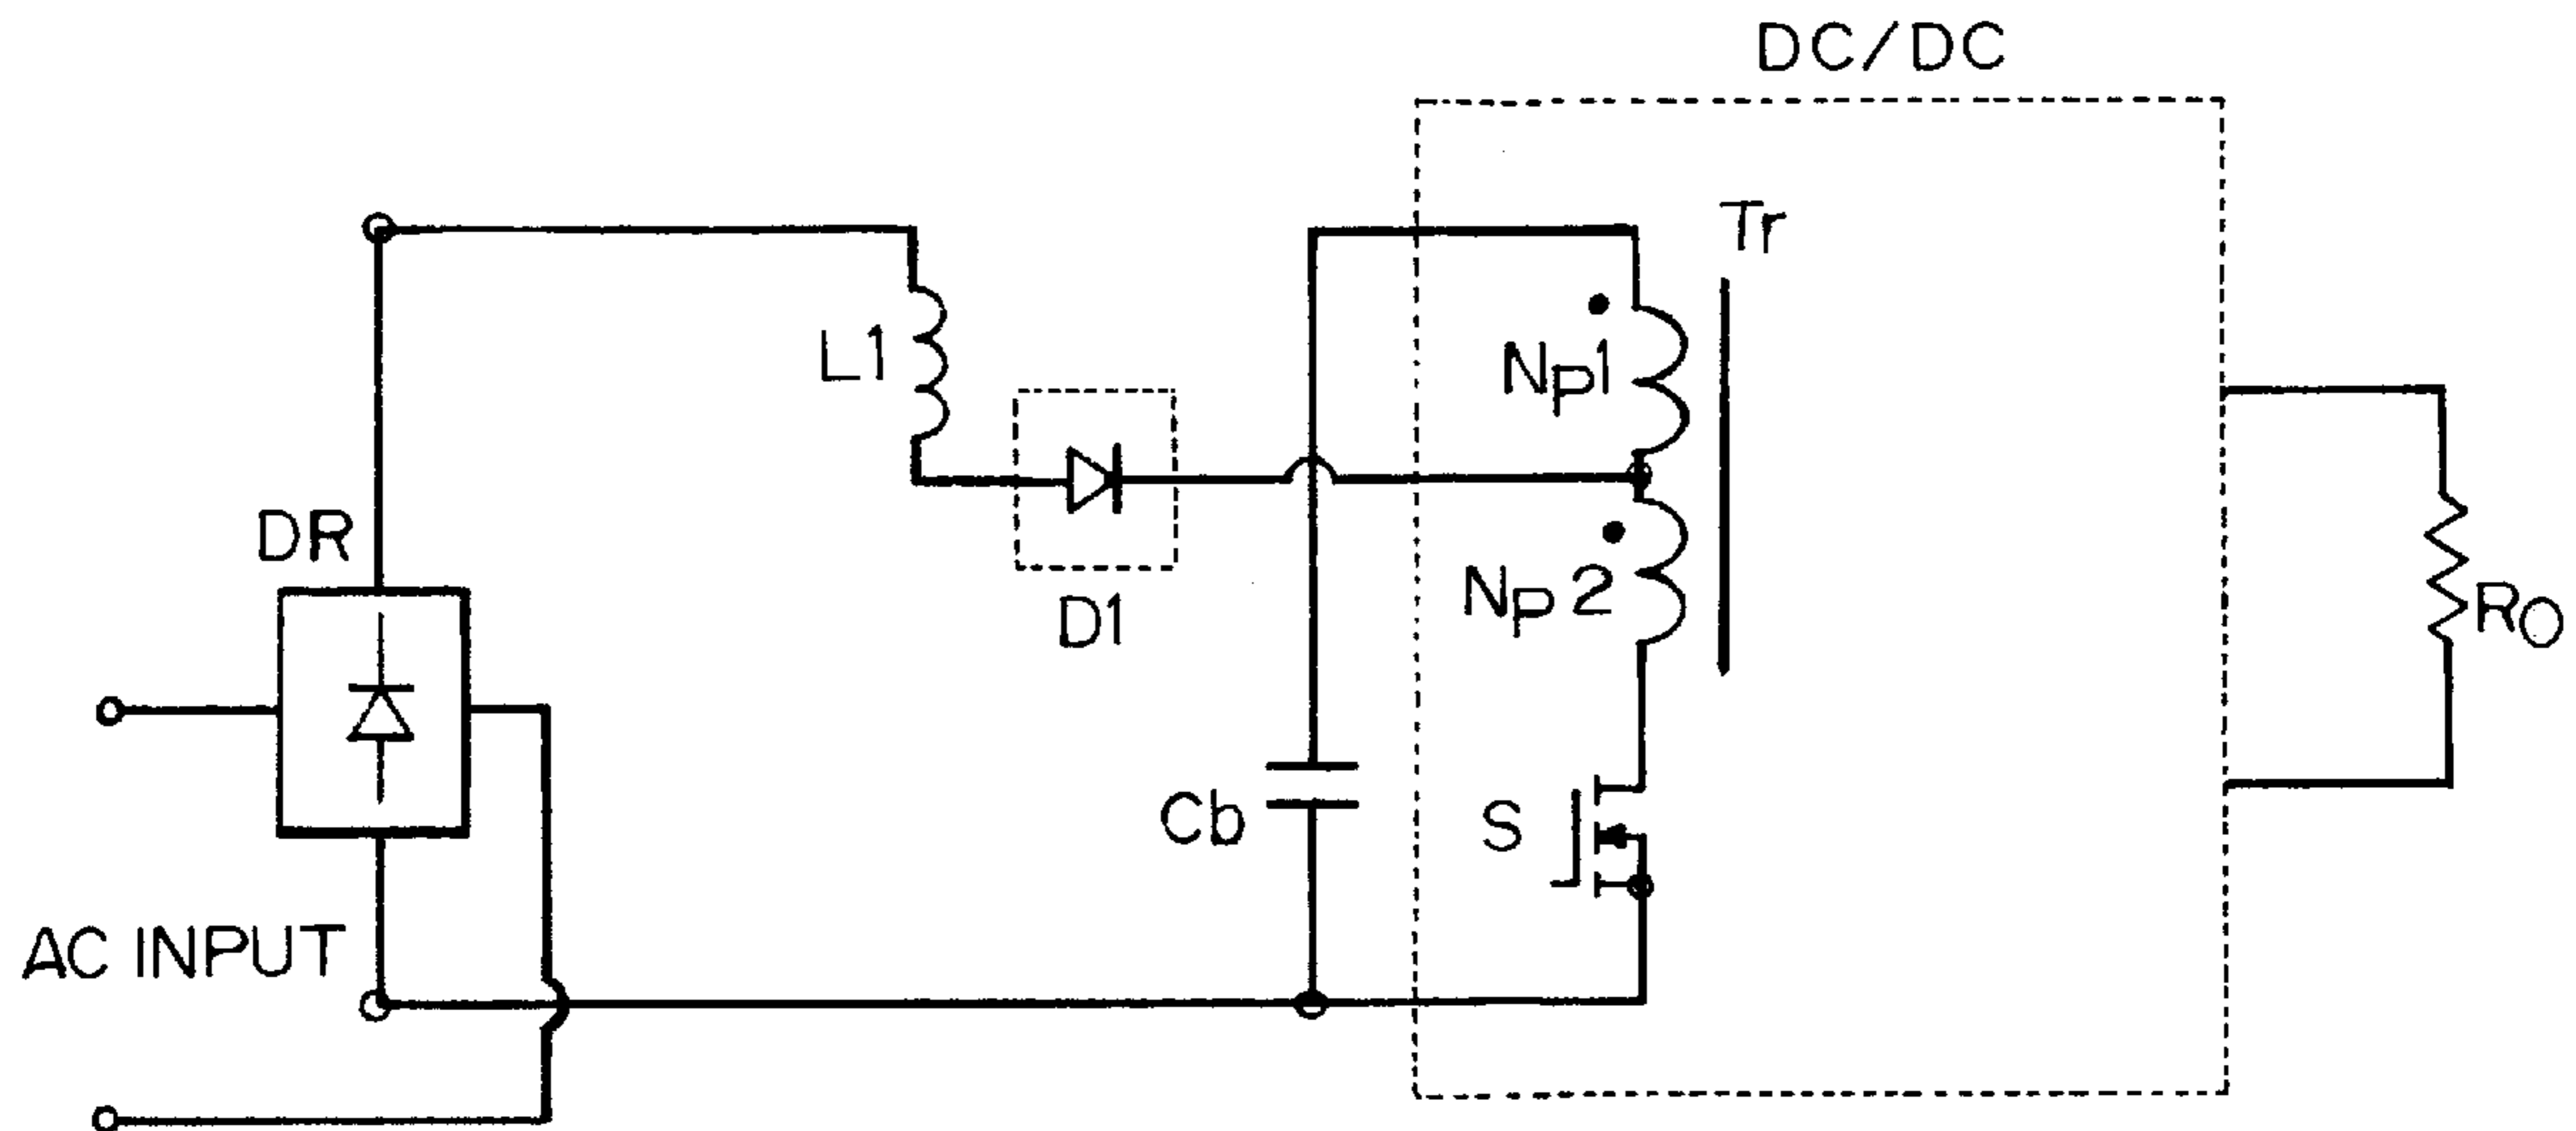 DC/DC
Tr
L1
Np1
DR
D1
Np2
Ro
Cb
S
AC INPUT